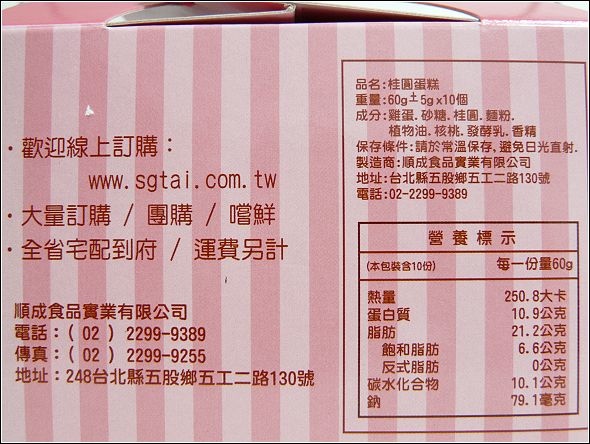 ・歡迎線上訂購：
www.sgtai.com.tw
・大量訂購 / 團購 / 嚐鮮
・全省宅配到府 / 運費另計
順成食品實業有限公司
電話：( 02 ) 2299-9389
傳真：( 02 ) 2299-9255
地址：248台北縣五股鄉五工二路130號
品名:桂圓蛋糕
重量:60g±5g x10個
成分:雞蛋.砂糖.桂圓.麵粉.
植物油.核桃.發酵乳.香精
保存條件:請於常溫保存,避免日光直射.
製造商:順成食品實業有限公司
地址:台北縣五股鄉五工二路130號
電話:02-2299-9389
營養標示
(本包裝含10份) 每一份量60g
熱量 250.8大卡
蛋白質 10.9公克
脂肪 21.2公克
飽和脂肪 6.6公克
反式脂肪 0公克
碳水化合物 10.1公克
鈉 79.1毫克